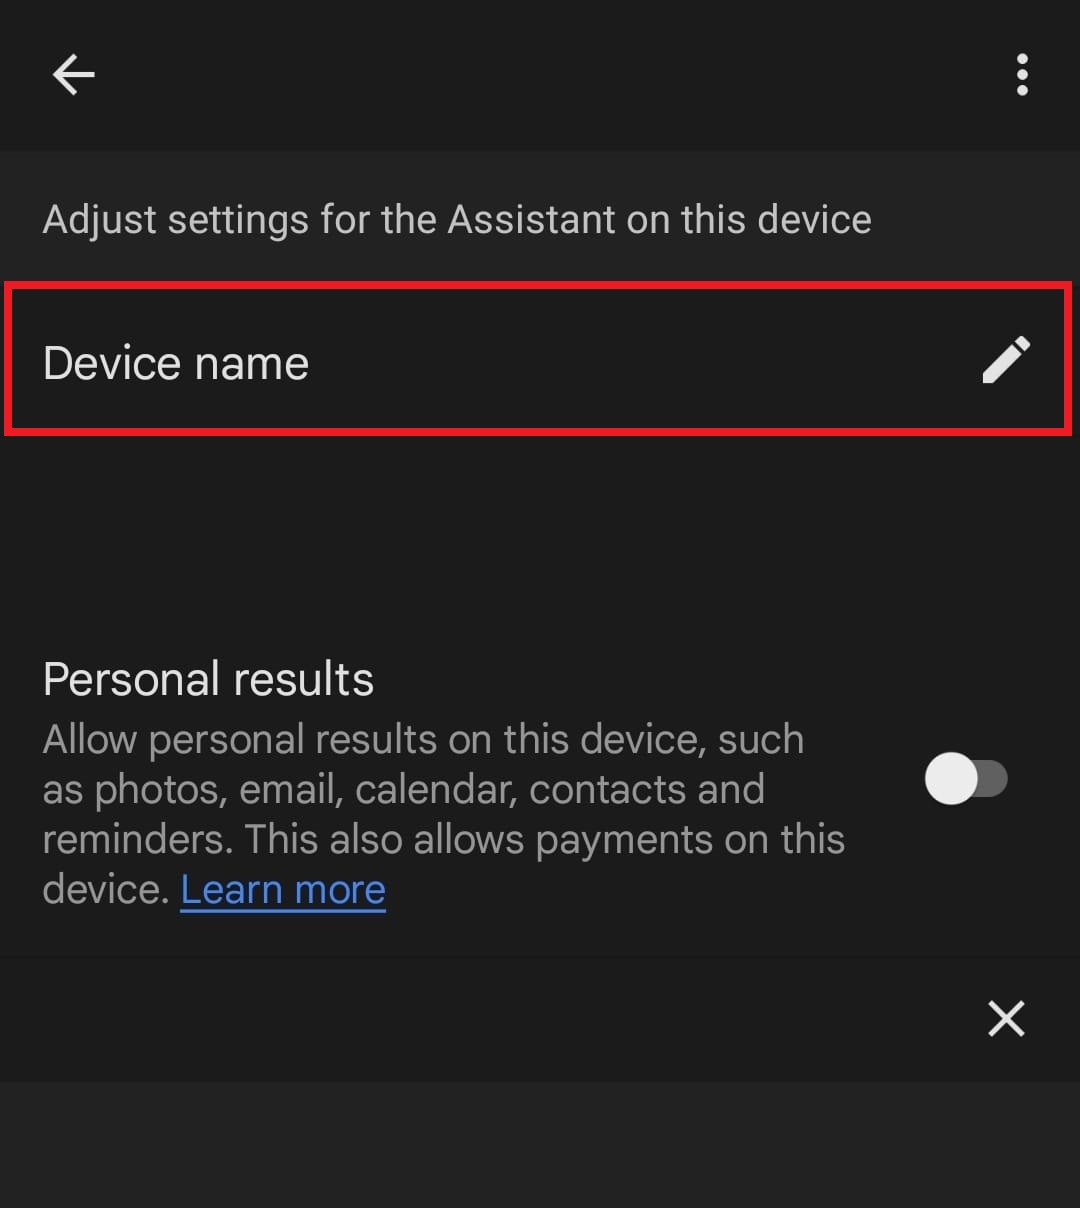 Adjust settings for the Assistant on this device
Device name
Personal results
Allow personal results on this device, such
as photos, email, calendar, contacts and
reminders. This also allows payments on this
device. Learn more